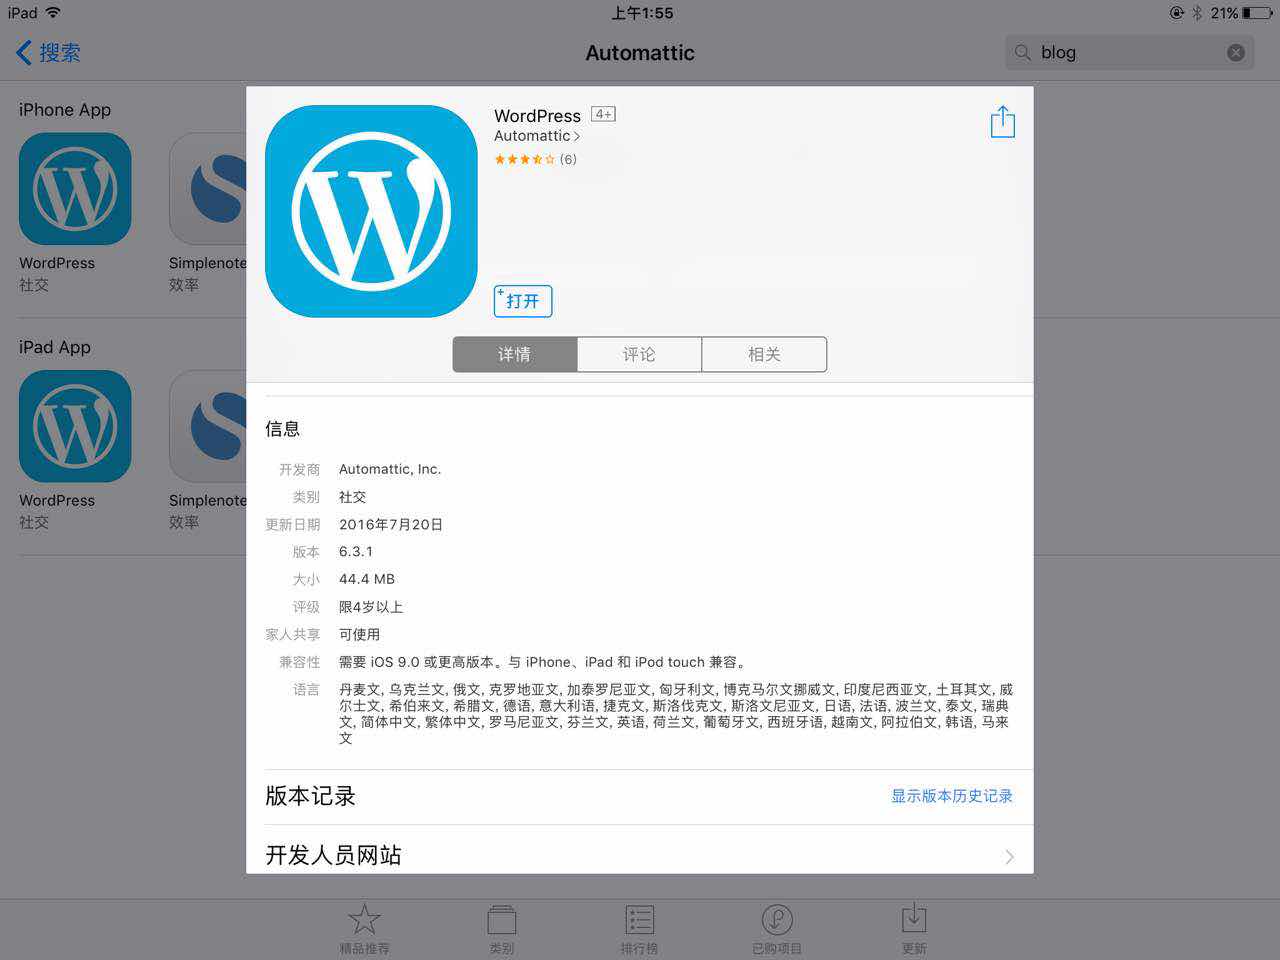 iPad
上午1:55
21%
搜索
Automattic
blog
iPhone App
WordPress
社交
Simplenote
效率
iPad App
WordPress
社交
Simplenote
效率
WordPress 4+
Automattic
(6)
+打开
详情
评论
相关
信息
开发商 Automattic, Inc.
类别 社交
更新日期 2016年7月20日
版本 6.3.1
大小 44.4 MB
评级 限4岁以上
家人共享 可使用
兼容性 需要 iOS 9.0 或更高版本。与 iPhone、iPad 和 iPod touch 兼容。
语言 丹麦文, 乌克兰文, 俄文, 克罗地亚文, 加泰罗尼亚文, 匈牙利文, 博克马尔文挪威文, 印度尼西亚文, 土耳其文, 威
尔士文, 希伯来文, 希腊文, 德语, 意大利语, 捷克文, 斯洛伐克文, 斯洛文尼亚文, 日语, 法语, 波兰文, 泰文, 瑞典
文, 简体中文, 繁体中文, 罗马尼亚文, 芬兰文, 英语, 荷兰文, 葡萄牙文, 西班牙语, 越南文, 阿拉伯文, 韩语, 马来
文
版本记录
显示版本历史记录
开发人员网站
精品推荐
类别
排行榜
已购项目
更新